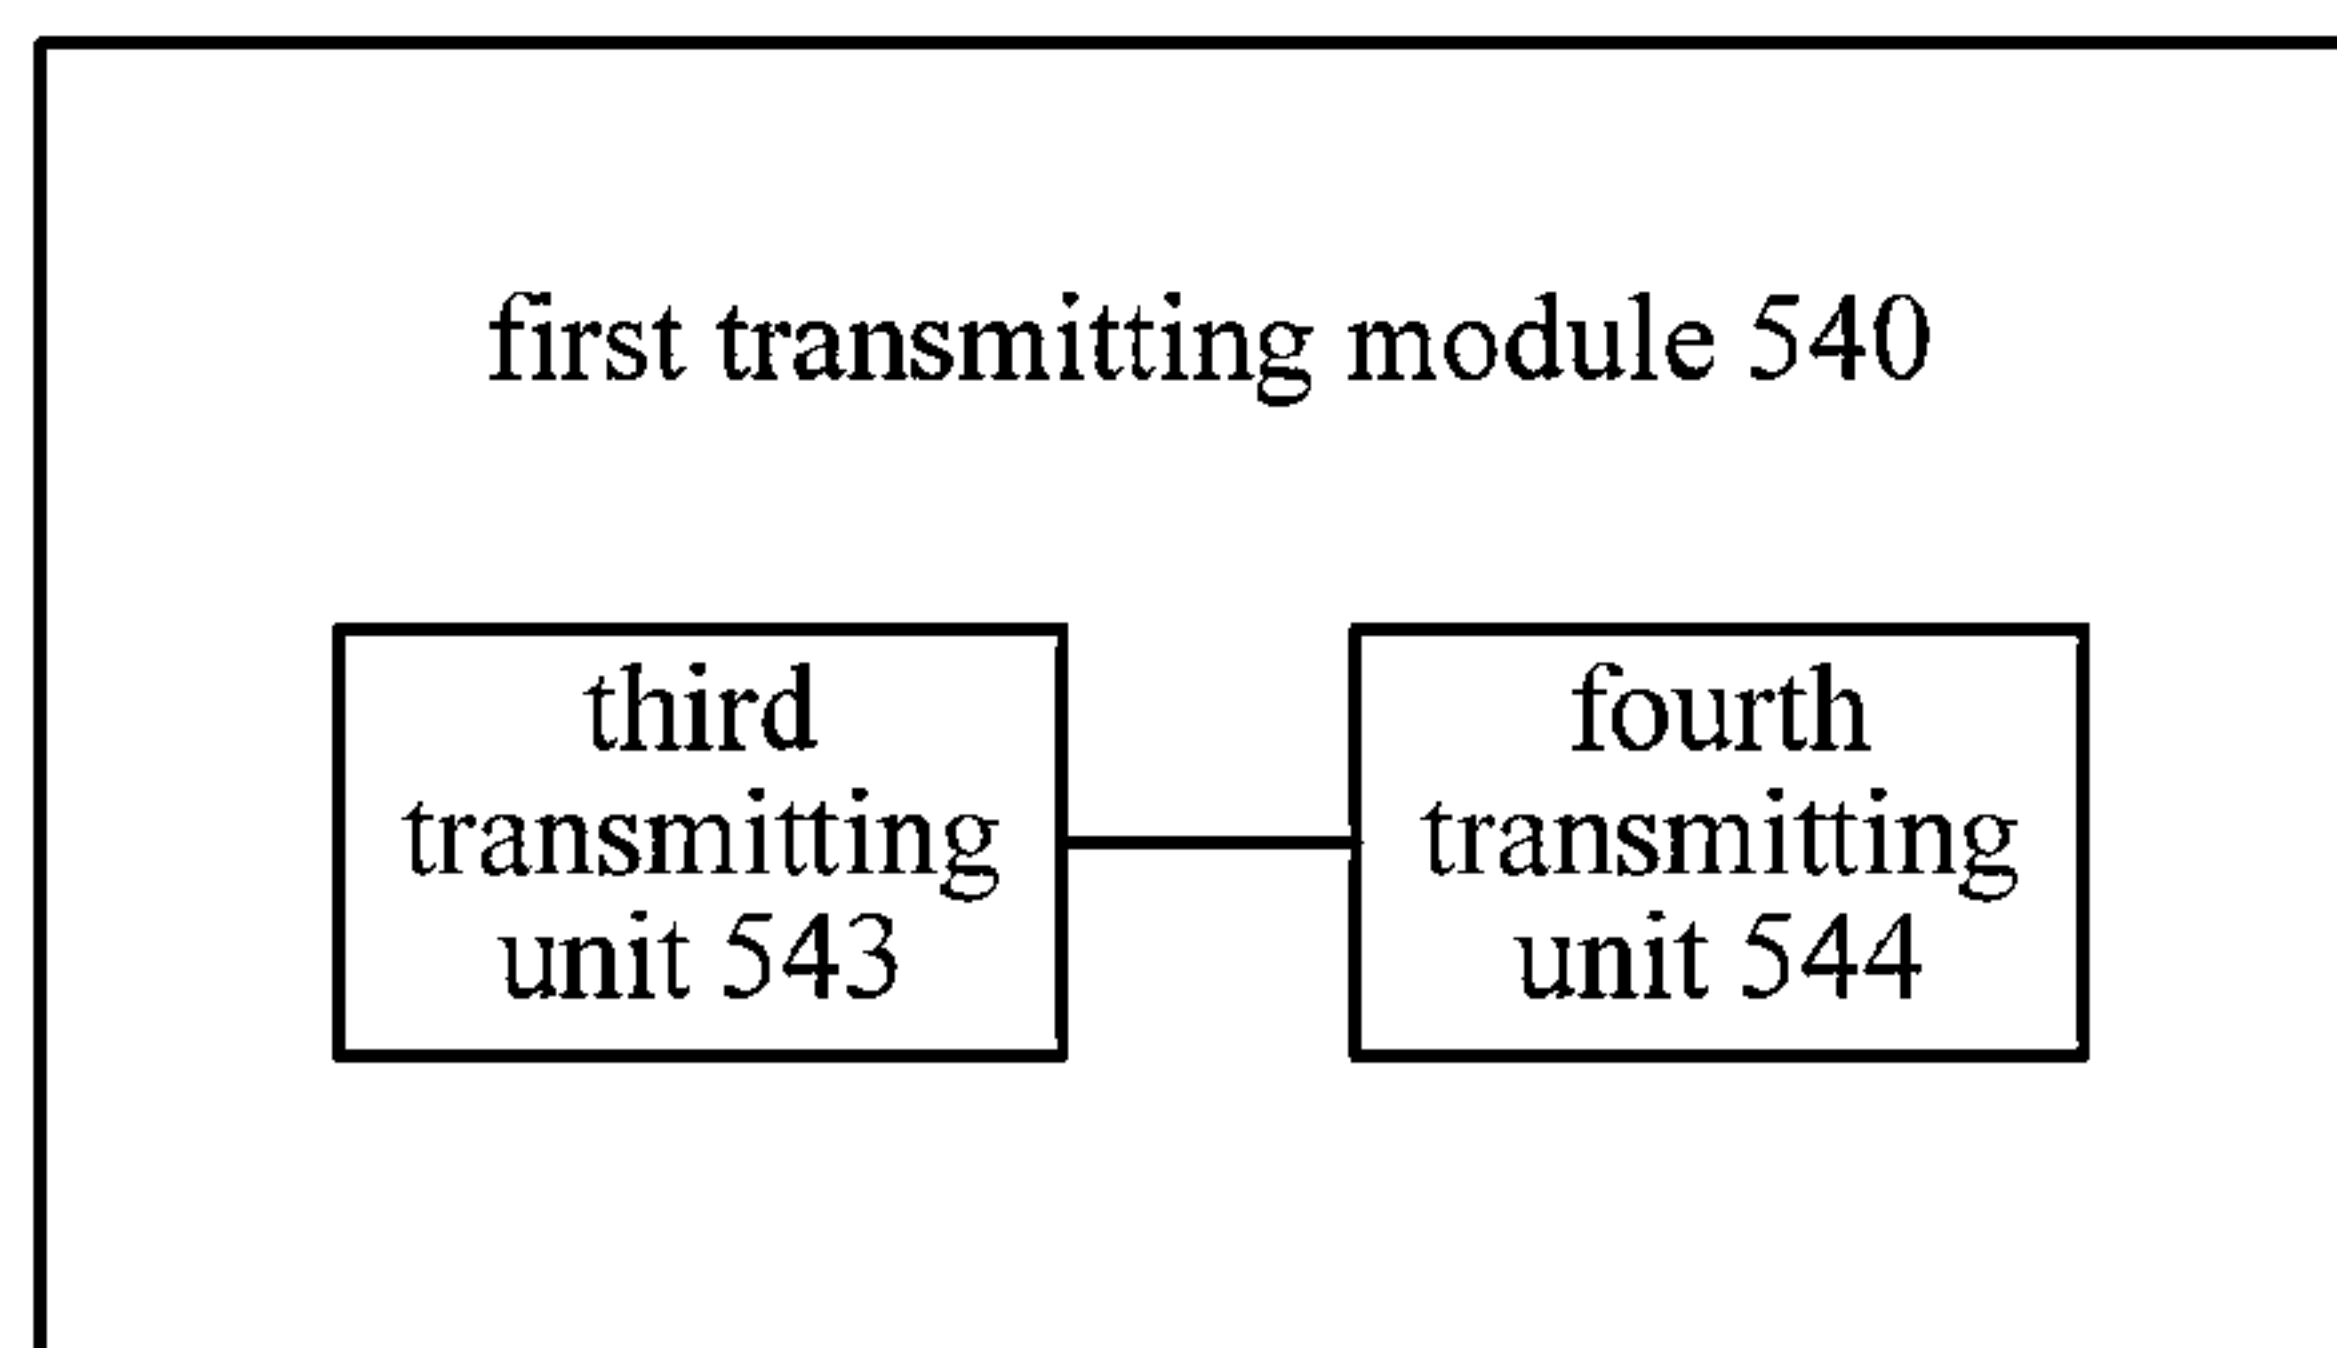 first transmitting module 540
third
transmitting
unit 543
fourth
transmitting
unit 544